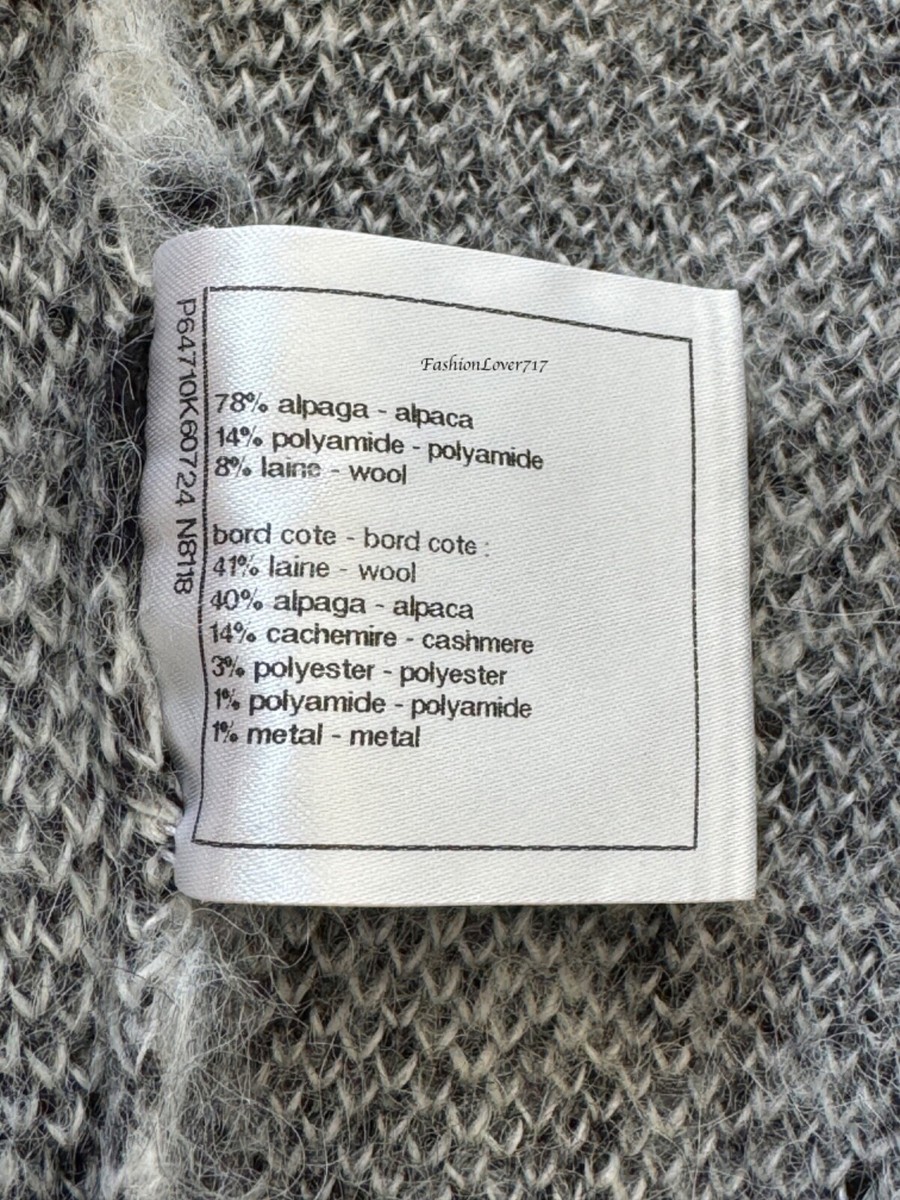 FashionLover717
78% alpaga - alpaca
14% polyamide - polyamide
8% laine - wool
bord cote - bord cote :
41% laine - wool
40% alpaga - alpaca
14% cachemire - cashmere
3% polyester - polyester
1% polyamide - polyamide
1% metal - metal
P64710K60724 N8118